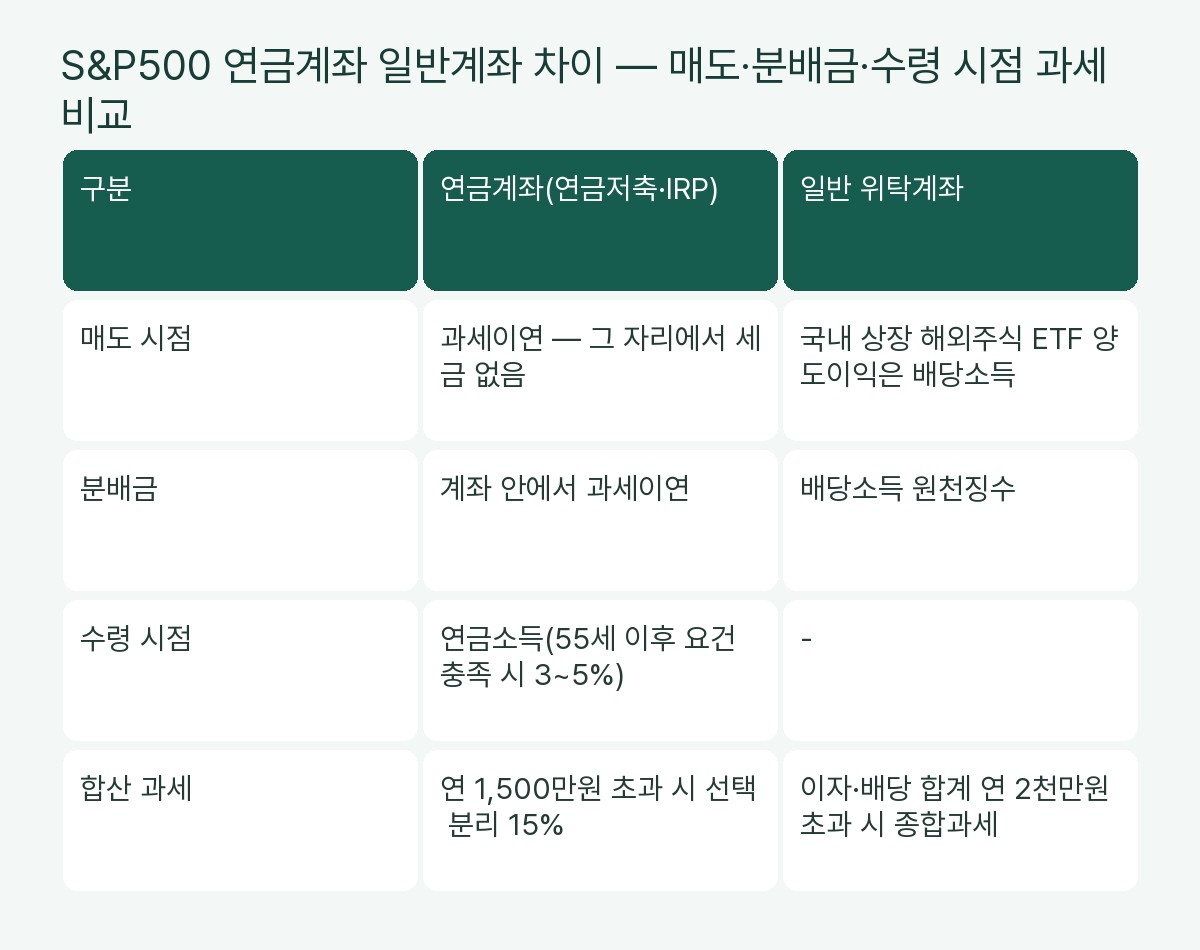 S&P500 연금계좌 일반계좌 차이 — 매도·분배금·수령 시점 과세
비교
구분
연금계좌(연금저축·IRP)
일반 위탁계좌
매도 시점
과세이연 — 그 자리에서 세
금 없음
국내 상장 해외주식 ETF 양
도이익은 배당소득
분배금
계좌 안에서 과세이연
배당소득 원천징수
수령 시점
연금소득(55세 이후 요건
충족 시 3~5%)
-
합산 과세
연 1,500만원 초과 시 선택
분리 15%
이자·배당 합계 연 2천만원
초과 시 종합과세